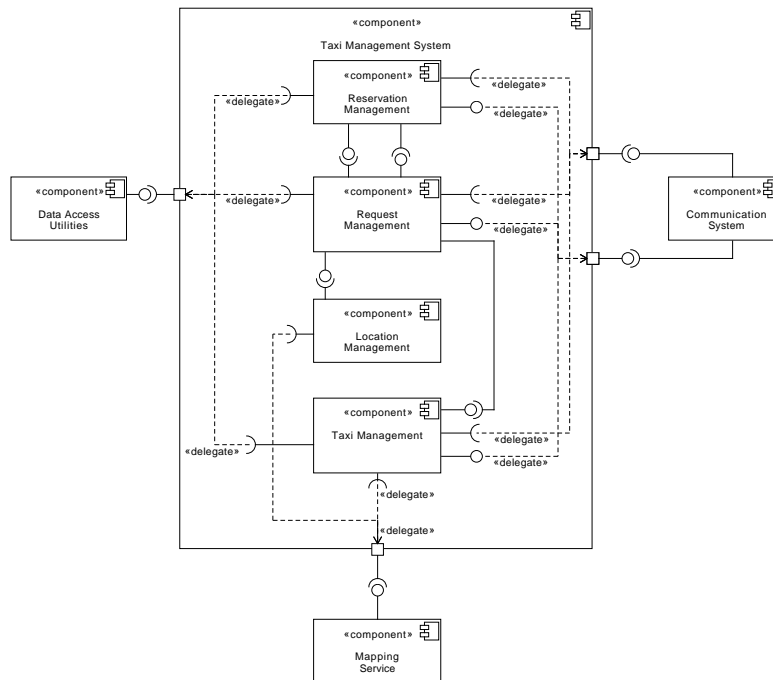 «component»
Taxi Management System
«component»
Reservation
Management
«delegate»
«delegate»
«delegate»
«component»
Data Access
Utilities
«delegate»
«component»
Request
Management
«delegate»
«delegate»
«component»
Communication
System
«component»
Location
Management
«component»
Taxi Management
«delegate»
«delegate»
«delegate»
«delegate»
«delegate»
«component»
Mapping
Service